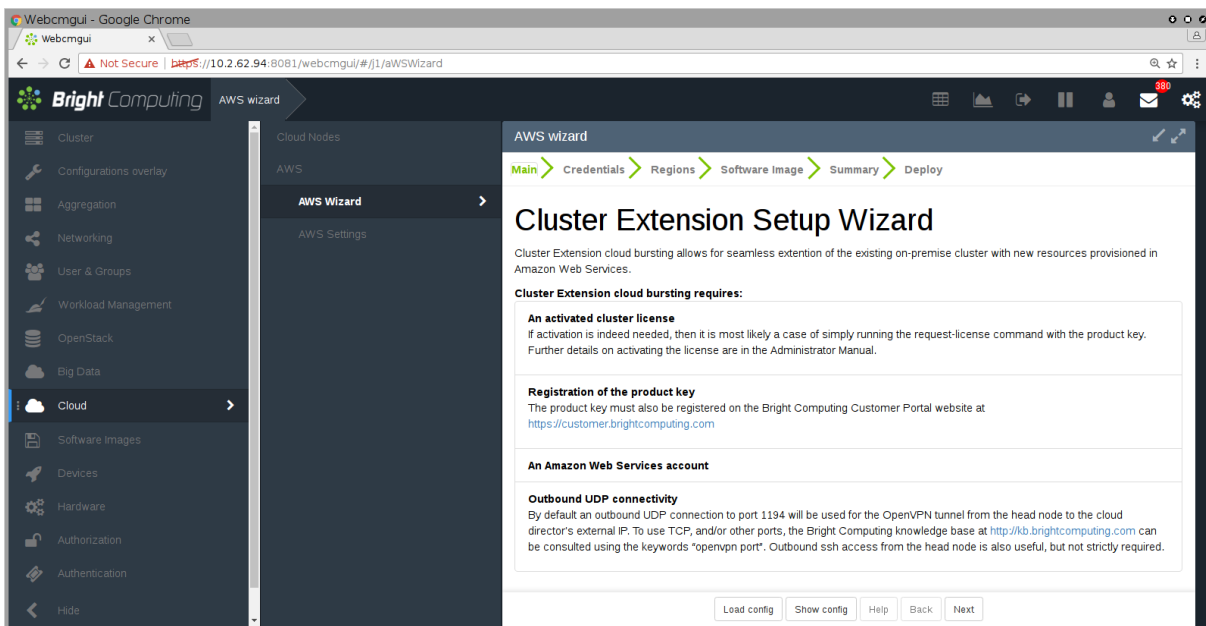 Webcmgui - Google Chrome
Webcmgui
Not Secure | https://10.2.62.94:8081/webcmgui/#/j1/aWSWizard
Bright Computing AWS wizard
380
Cluster
Configurations overlay
Aggregation
Networking
User & Groups
Workload Management
OpenStack
Big Data
Cloud
Software Images
Devices
Hardware
Authorization
Authentication
Hide
Cloud Nodes
AWS
AWS Wizard
AWS Settings
AWS wizard
Main Credentials Regions Software Image Summary Deploy
Cluster Extension Setup Wizard
Cluster Extension cloud bursting allows for seamless extention of the existing on-premise cluster with new resources provisioned in
Amazon Web Services.
Cluster Extension cloud bursting requires:
An activated cluster license
If activation is indeed needed, then it is most likely a case of simply running the request-license command with the product key.
Further details on activating the license are in the Administrator Manual.
Registration of the product key
The product key must also be registered on the Bright Computing Customer Portal website at
https://customer.brightcomputing.com
An Amazon Web Services account
Outbound UDP connectivity
By default an outbound UDP connection to port 1194 will be used for the OpenVPN tunnel from the head node to the cloud
director's external IP. To use TCP, and/or other ports, the Bright Computing knowledge base at http://kb.brightcomputing.com can
be consulted using the keywords "openvpn port". Outbound ssh access from the head node is also useful, but not strictly required.
Load config Show config Help Back Next